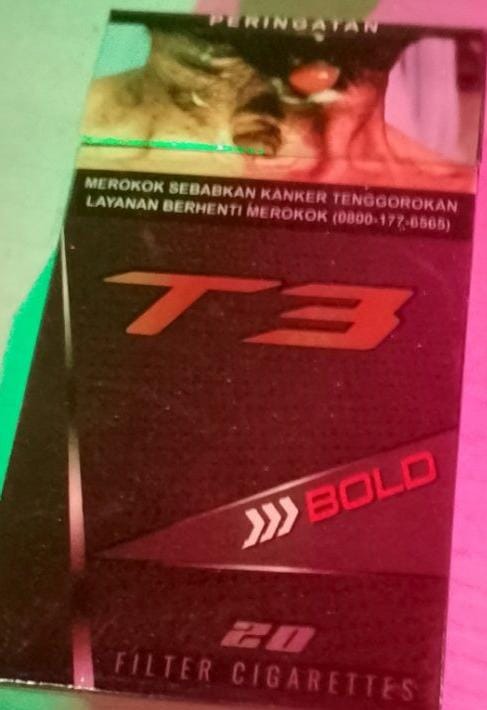 PERINGATAN
MEROKOK SEBABKAN KANKER TENGGOROKAN
LAYANAN BERHENTI MEROKOK (0800-177-6565)
T3
BOLD
20
FILTER CIGARETTES